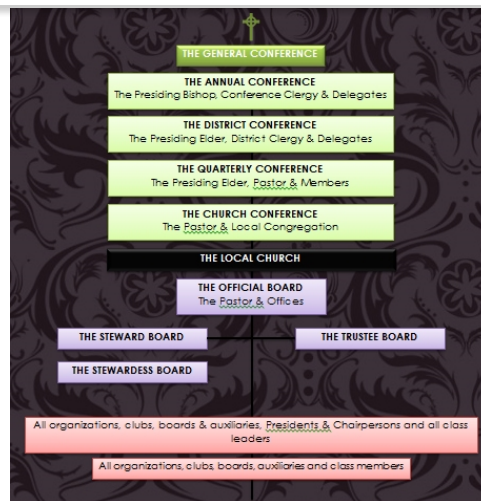 THE GENERAL CONFERENCE
THE ANNUAL CONFERENCE
The Presiding Bishop, Conference Clergy & Delegates
THE DISTRICT CONFERENCE
The Presiding Elder, District Clergy & Delegates
THE QUARTERLY CONFERENCE
The Presiding Elder, Pastor & Members
THE CHURCH CONFERENCE
The Pastor & Local Congregation
THE LOCAL CHURCH
THE OFFICIAL BOARD
The Pastor & Offices
THE STEWARD BOARD
THE TRUSTEE BOARD
THE STEWARDESS BOARD
All organizations, clubs, boards & auxiliaries, Presidents & Chairpersons and all class
leaders
All organizations, clubs, boards, auxiliaries and class members